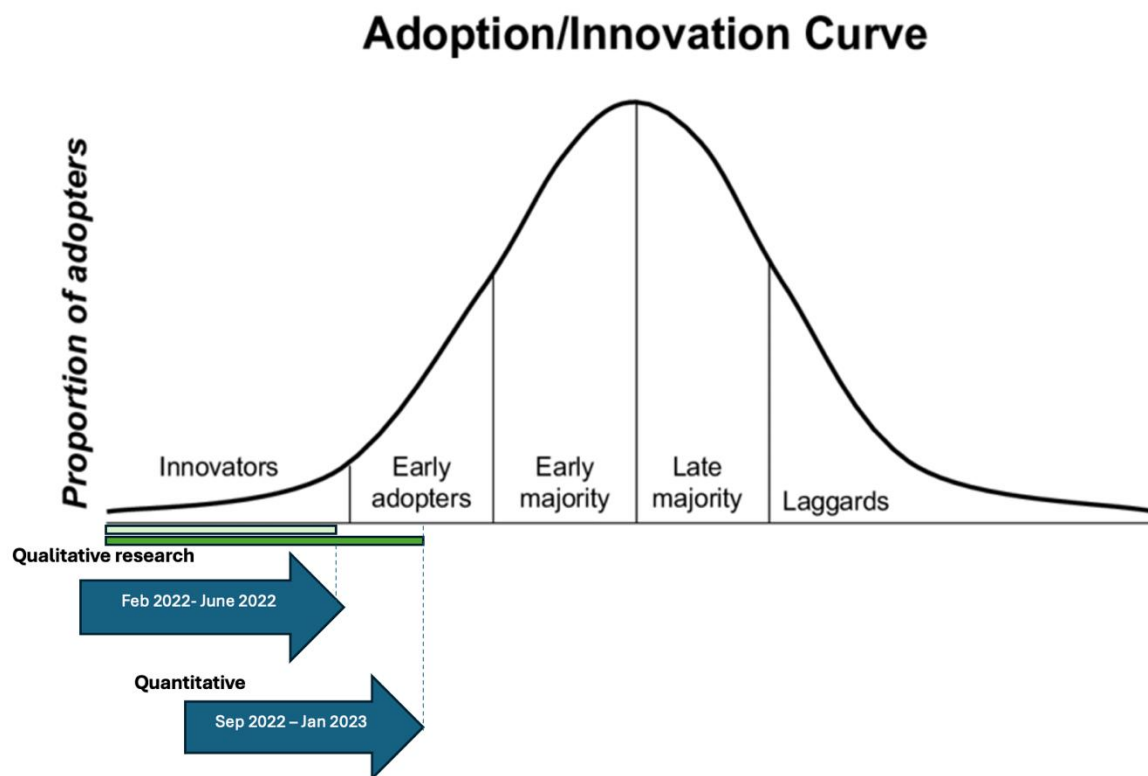 Adoption/Innovation Curve
Proportion of adopters
Innovators
Early
adopters
Early
majority
Late
majority
Laggards
Qualitative research
Feb 2022- June 2022
Quantitative
Sep 2022 – Jan 2023